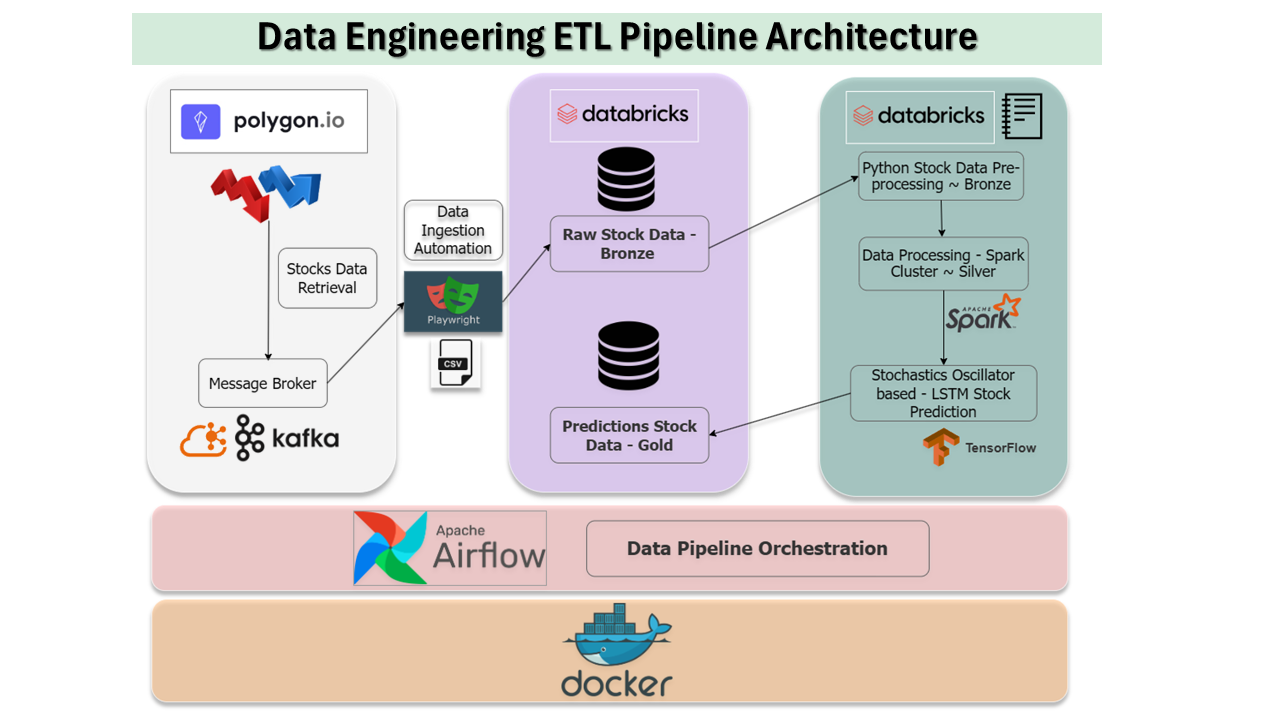 Data Engineering ETL Pipeline Architecture
polygon.io
Stocks Data
Retrieval
Message Broker
kafka
Data
Ingestion
Automation
Playwright
CSV
databricks
Raw Stock Data -
Bronze
Predictions Stock
Data - Gold
databricks
Python Stock Data Pre-
processing ~ Bronze
Data Processing - Spark
Cluster ~ Silver
APACHE
Spark
Stochastics Oscillator
based - LSTM Stock
Prediction
TensorFlow
Apache
Airflow
Data Pipeline Orchestration
docker